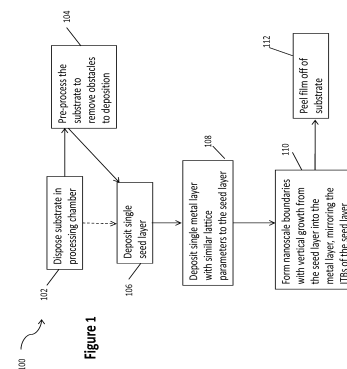 100
Figure 1
102
Dispose substrate in
processing chamber
104
Pre-process the
substrate to
remove obstacles
to deposition
106
Deposit single
seed layer
108
Deposit single metal layer
with similar lattice
parameters to the seed layer
110
Form nanoscale boundaries
with vertical growth from
the seed layer into the
metal layer, mirroring the
ITBs of the seed layer
112
Peel film off of
substrate